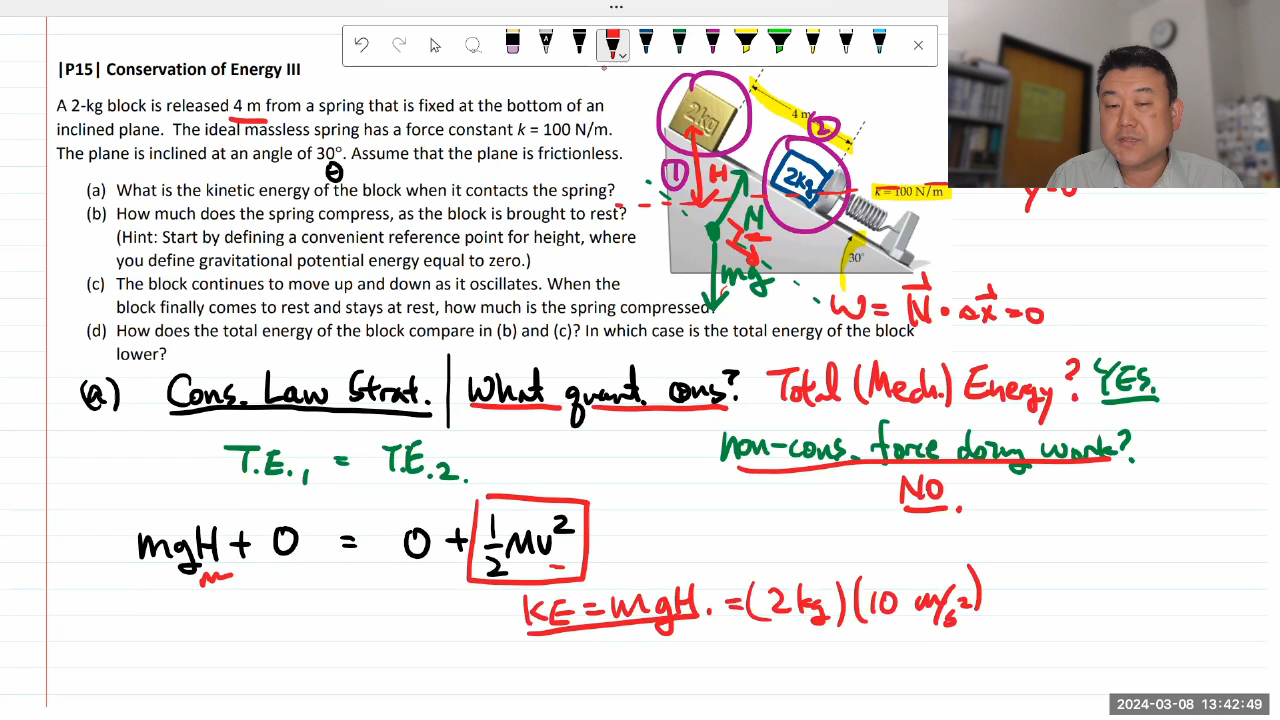 |P15| Conservation of Energy III
A 2-kg block is released 4 m from a spring that is fixed at the bottom of an
inclined plane. The ideal massless spring has a force constant k = 100 N/m.
The plane is inclined at an angle of 30°. Assume that the plane is frictionless.
θ
(a) What is the kinetic energy of the block when it contacts the spring?
(b) How much does the spring compress, as the block is brought to rest?
(Hint: Start by defining a convenient reference point for height, where
you define gravitational potential energy equal to zero.)
(c) The block continues to move up and down as it oscillates. When the
block finally comes to rest and stays at rest, how much is the spring compressed?
(d) How does the total energy of the block compare in (b) and (c)? In which case is the total energy of the block
lower?
2kg
4 m
2
1
H
2kg
k = 100 N/m
N
mg
30°
y=0
W = N · Δx = 0
(a) Cons. Law Strat. | What quant. cons? Total (Mech.) Energy? YES.
T.E.1 = T.E.2. non-cons. force doing work?
NO.
mgH + 0 = 0 + 1/2 Mv²
KE = mgH. = (2kg)(10 m/s²)
2024-03-08 13:42:49